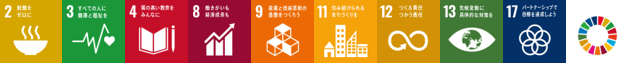 2 飢餓を
ゼロに
3 すべての人に
健康と福祉を
4 質の高い教育を
みんなに
8 働きがいも
経済成長も
9 産業と技術革新の
基盤をつくろう
11 住み続けられる
まちづくりを
12 つくる責任
つかう責任
13 気候変動に
具体的な対策を
17 パートナーシップで
目標を達成しよう